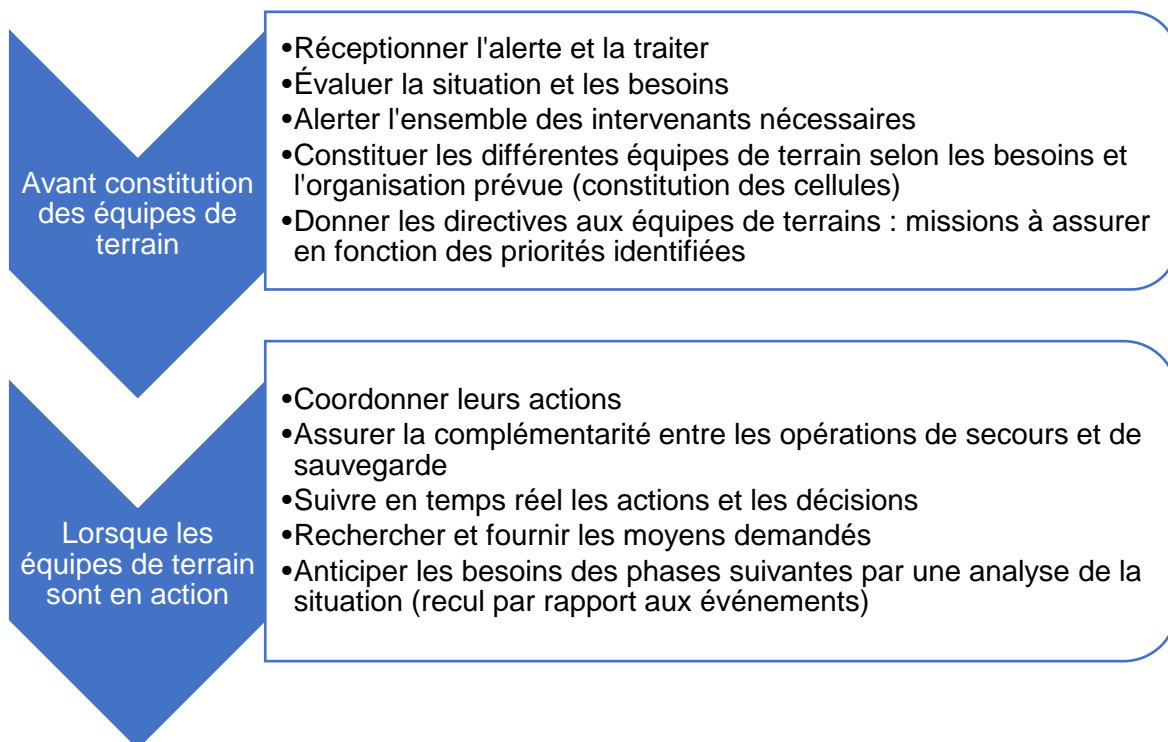 Avant constitution
des équipes de
terrain
•Réceptionner l'alerte et la traiter
•Évaluer la situation et les besoins
•Alerter l'ensemble des intervenants nécessaires
•Constituer les différentes équipes de terrain selon les besoins et
l'organisation prévue (constitution des cellules)
•Donner les directives aux équipes de terrains : missions à assurer
en fonction des priorités identifiées
Lorsque les
équipes de terrain
sont en action
•Coordonner leurs actions
•Assurer la complémentarité entre les opérations de secours et de
sauvegarde
•Suivre en temps réel les actions et les décisions
•Rechercher et fournir les moyens demandés
•Anticiper les besoins des phases suivantes par une analyse de la
situation (recul par rapport aux événements)